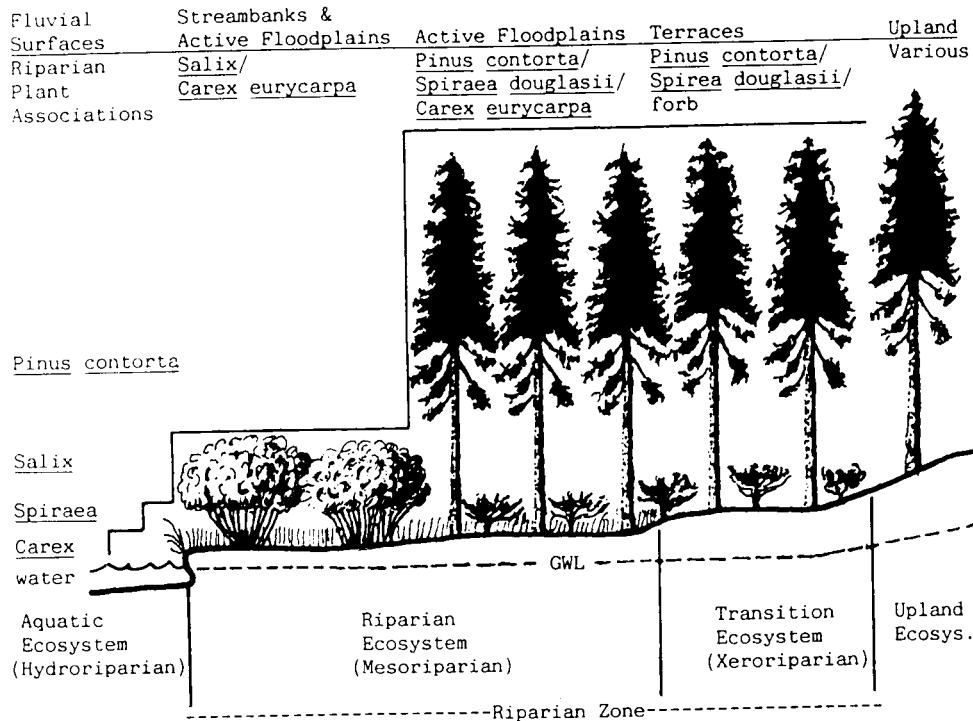 Fluvial Surfaces
Streambanks & Active Floodplains
Active Floodplains
Terraces
Upland
Riparian Plant Associations
Salix/
Carex eurycarpa
Pinus contorta/
Spiraea douglasii/
Carex eurycarpa
Pinus contorta/
Spirea douglasii/
forb
Various
Pinus contorta
Salix
Spiraea
Carex
water
GWL
Aquatic
Ecosystem
(Hydroriparian)
Riparian
Ecosystem
(Mesoriparian)
Transition
Ecosystem
(Xeroriparian)
Upland
Ecosys.
Riparian Zone